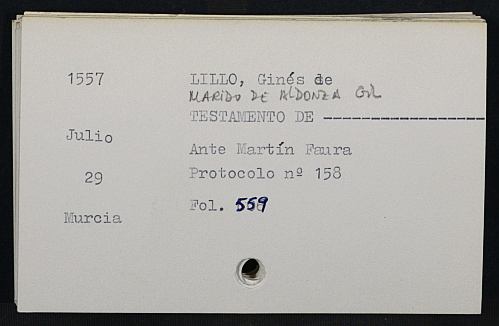 1557 LILLO, Ginés de
MARIDO DE ALDONZA GIL
TESTAMENTO DE -----------------
Julio
Ante Martín Faura
29 Protocolo nº 158
Murcia Fol. 559